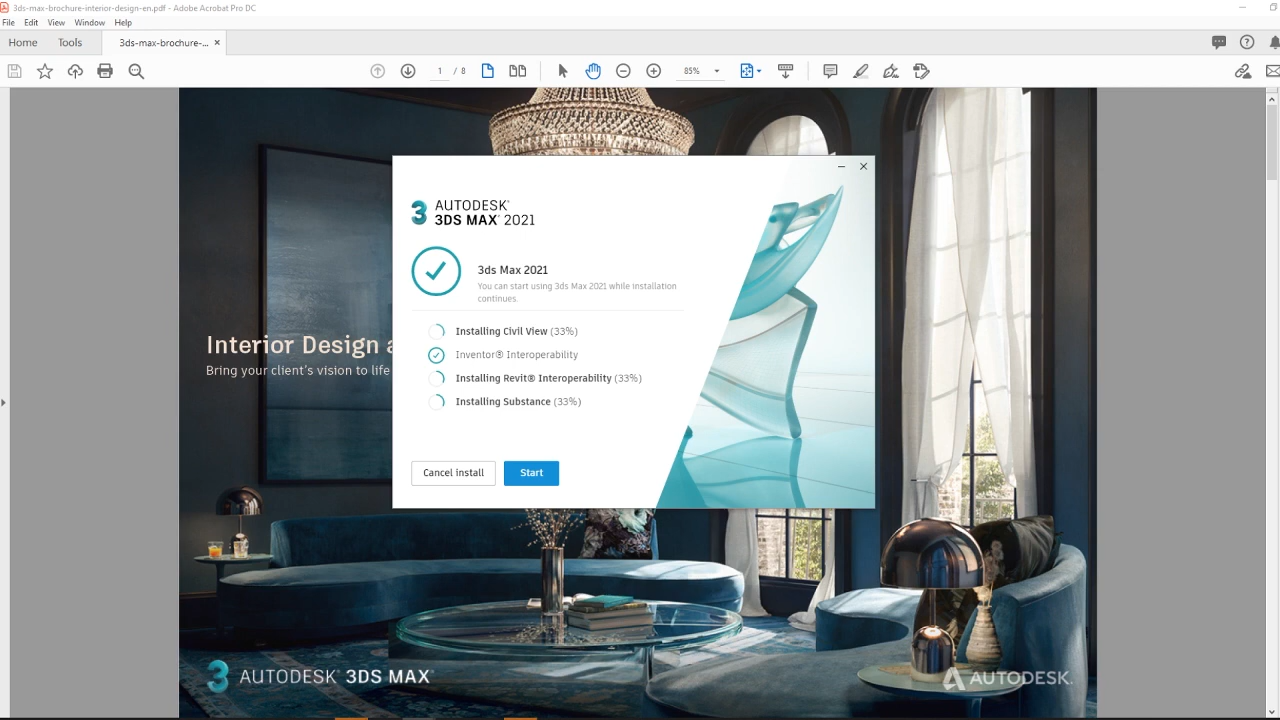 3ds-max-brochure-interior-design-en.pdf - Adobe Acrobat Pro DC
File Edit View Window Help
Home Tools 3ds-max-brochure-... ×
1 / 8 85%
AUTODESK®
3DS MAX® 2021
3ds Max 2021
You can start using 3ds Max 2021 while installation
continues.
Installing Civil View (33%)
Inventor® Interoperability
Installing Revit® Interoperability (33%)
Installing Substance (33%)
Cancel install Start
Interior Design a
Bring your client's vision to life
AUTODESK® 3DS MAX®
AUTODESK.